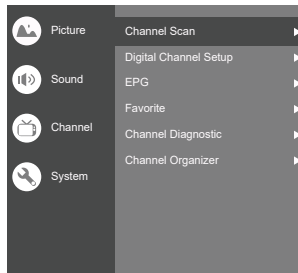 Picture
Sound
Channel
System
Channel Scan
Digital Channel Setup
EPG
Favorite
Channel Diagnostic
Channel Organizer